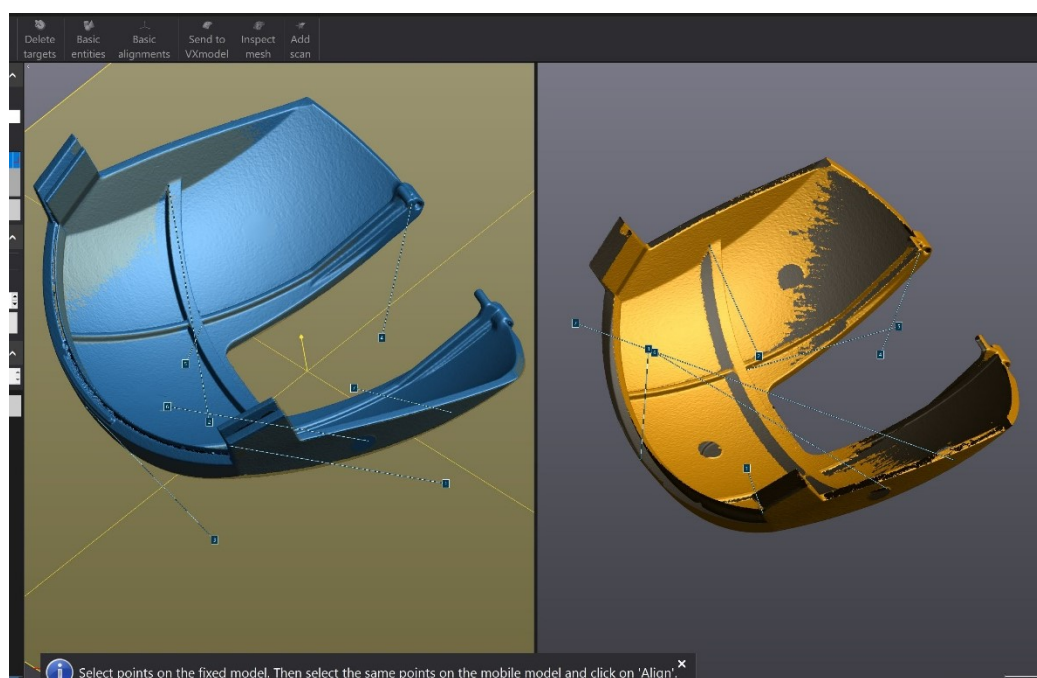 Delete
targets
Basic
entities
Basic
alignments
Send to
VXmodel
Inspect
mesh
Add
scan
Select points on the fixed model. Then select the same points on the mobile model and click on 'Align'.